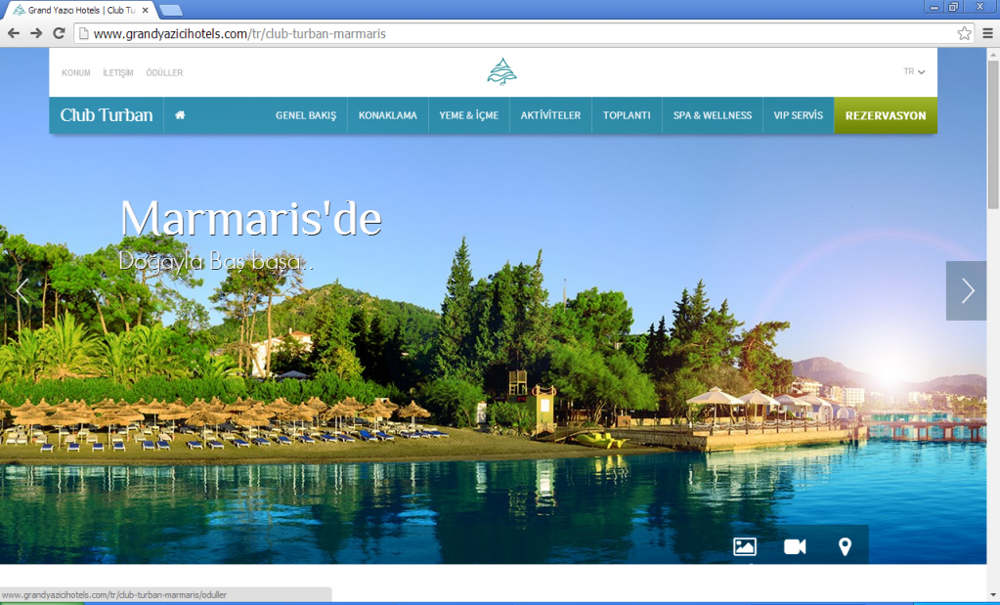 Grand Yazıcı Hotels | Club Tu
www.grandyazicihotels.com/tr/club-turban-marmaris
KONUM İLETİŞİM ÖDÜLLER
TR
Club Turban GENEL BAKIŞ KONAKLAMA YEME & İÇME AKTİVİTELER TOPLANTI SPA & WELLNESS VIP SERVİS REZERVASYON
Marmaris'de
Doğayla Baş başa..
www.grandyazicihotels.com/tr/club-turban-marmaris/oduller